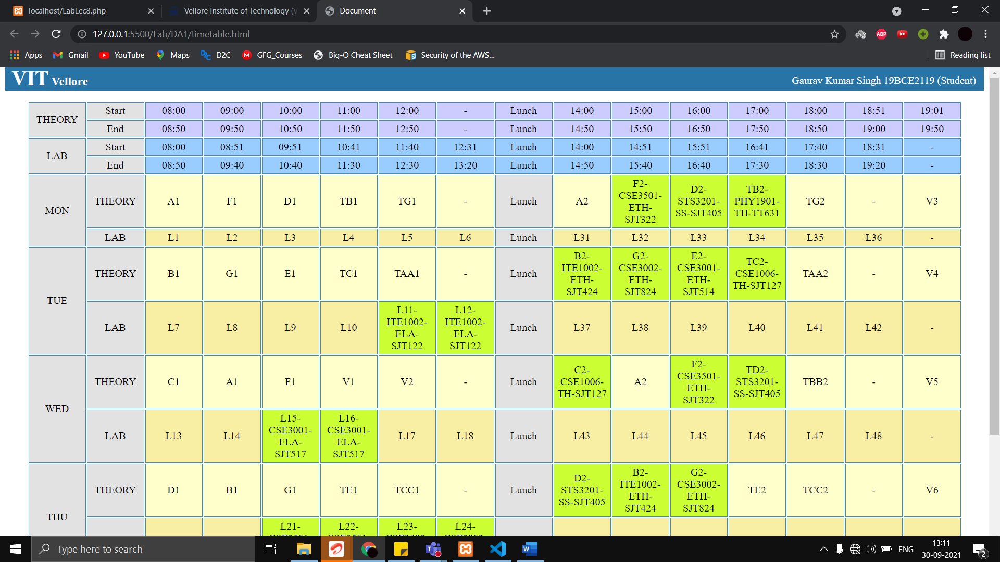 localhost/LabLec8.php
Vellore Institute of Technology (V
Document
127.0.0.1:5500/Lab/DA1/timetable.html
ABP
Apps Gmail YouTube Maps D2C GFG_Courses Big-O Cheat Sheet Security of the AWS... Reading list
VIT Vellore
Gaurav Kumar Singh 19BCE2119 (Student)
THEORY Start 08:00 09:00 10:00 11:00 12:00 - Lunch 14:00 15:00 16:00 17:00 18:00 18:51 19:01
End 08:50 09:50 10:50 11:50 12:50 - Lunch 14:50 15:50 16:50 17:50 18:50 19:00 19:50
LAB Start 08:00 08:51 09:51 10:41 11:40 12:31 Lunch 14:00 14:51 15:51 16:41 17:40 18:31 -
End 08:50 09:40 10:40 11:30 12:30 13:20 Lunch 14:50 15:40 16:40 17:30 18:30 19:20 -
MON THEORY A1 F1 D1 TB1 TG1 - Lunch A2 F2-CSE3501-ETH-SJT322 D2-STS3201-SS-SJT405 TB2-PHY1901-TH-TT631 TG2 - V3
LAB L1 L2 L3 L4 L5 L6 Lunch L31 L32 L33 L34 L35 L36 -
TUE THEORY B1 G1 E1 TC1 TAA1 - Lunch B2-ITE1002-ETH-SJT424 G2-CSE3002-ETH-SJT824 E2-CSE3001-ETH-SJT514 TC2-CSE1006-TH-SJT127 TAA2 - V4
LAB L7 L8 L9 L10 L11-ITE1002-ELA-SJT122 L12-ITE1002-ELA-SJT122 Lunch L37 L38 L39 L40 L41 L42 -
WED THEORY C1 A1 F1 V1 V2 - Lunch C2-CSE1006-TH-SJT127 A2 F2-CSE3501-ETH-SJT322 TD2-STS3201-SS-SJT405 TBB2 - V5
LAB L13 L14 L15-CSE3001-ELA-SJT517 L16-CSE3001-ELA-SJT517 L17 L18 Lunch L43 L44 L45 L46 L47 L48 -
THU THEORY D1 B1 G1 TE1 TCC1 - Lunch D2-STS3201-SS-SJT405 B2-ITE1002-ETH-SJT424 G2-CSE3002-ETH-SJT824 TE2 TCC2 - V6
L21- L22- L23- L24-
Type here to search
ENG
13:11
30-09-2021
2